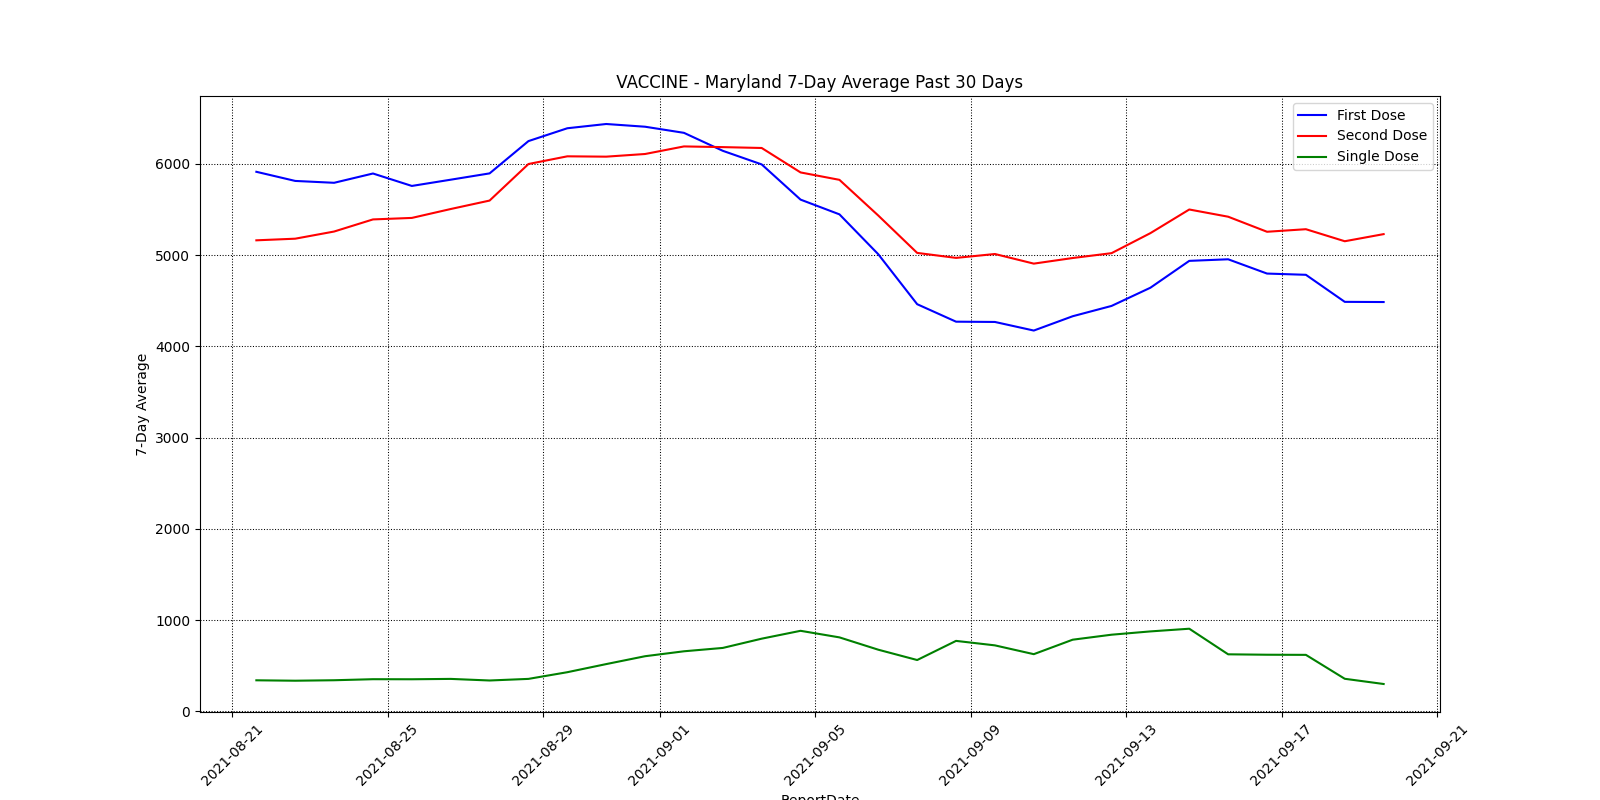 VACCINE - Maryland 7-Day Average Past 30 Days
First Dose
Second Dose
Single Dose
7-Day Average
6000
5000
4000
3000
2000
1000
0
2021-08-21
2021-08-25
2021-08-29
2021-09-01
2021-09-05
2021-09-09
2021-09-13
2021-09-17
2021-09-21
ReportDate